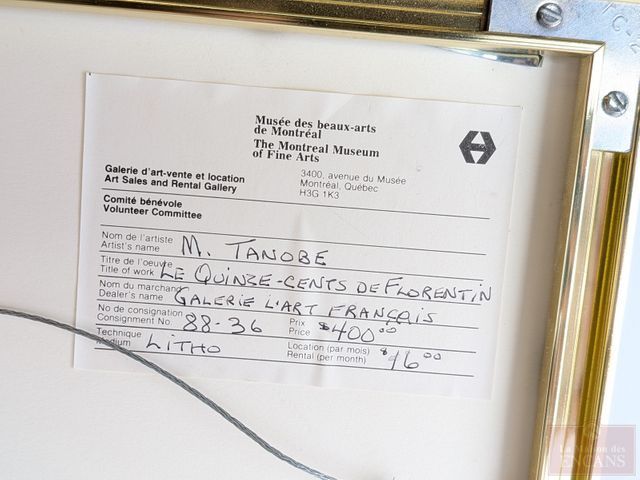 Musée des beaux-arts
de Montréal
The Montreal Museum
of Fine Arts
Galerie d'art-vente et location
Art Sales and Rental Gallery
3400, avenue du Musée
Montréal, Québec
H3G 1K3
Comité bénévole
Volunteer Committee
Nom de l'artiste
Artist's name M. TANOBE
Titre de l'oeuvre
Title of work LE QUINZE-CENTS DE FLORENTIN
Nom du marchand
Dealer's name GALERIE L'ART FRANÇAIS
No de consignation
Consignment No. 88-36
Prix
Price $400.00
Technique
Medium LITHO
Location (par mois)
Rental (per month) $16.00
La Maison des
ENCANS